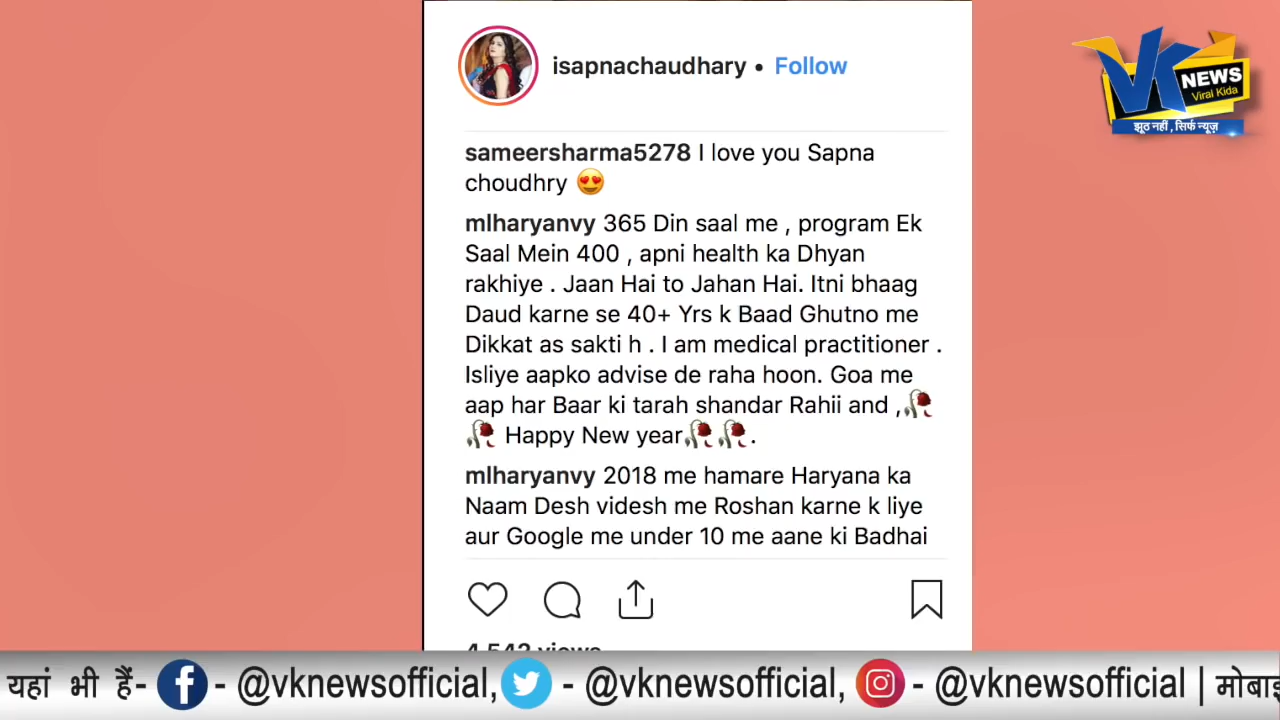 isapnachaudhary • Follow
VK NEWS
Viral Kida
झूठ नहीं, सिर्फ न्यूज़
sameersharma5278 I love you Sapna
choudhry 😍
mlharyanvy 365 Din saal me , program Ek
Saal Mein 400 , apni health ka Dhyan
rakhiye . Jaan Hai to Jahan Hai. Itni bhaag
Daud karne se 40+ Yrs k Baad Ghutno me
Dikkat as sakti h . I am medical practitioner .
Isliye aapko advise de raha hoon. Goa me
aap har Baar ki tarah shandar Rahii and ,🥀
🥀 Happy New year🥀🥀.
mlharyanvy 2018 me hamare Haryana ka
Naam Desh videsh me Roshan karne k liye
aur Google me under 10 me aane ki Badhai
4,542 views
यहां भी हैं- f - @vknewsofficial, - @vknewsofficial, - @vknewsofficial |